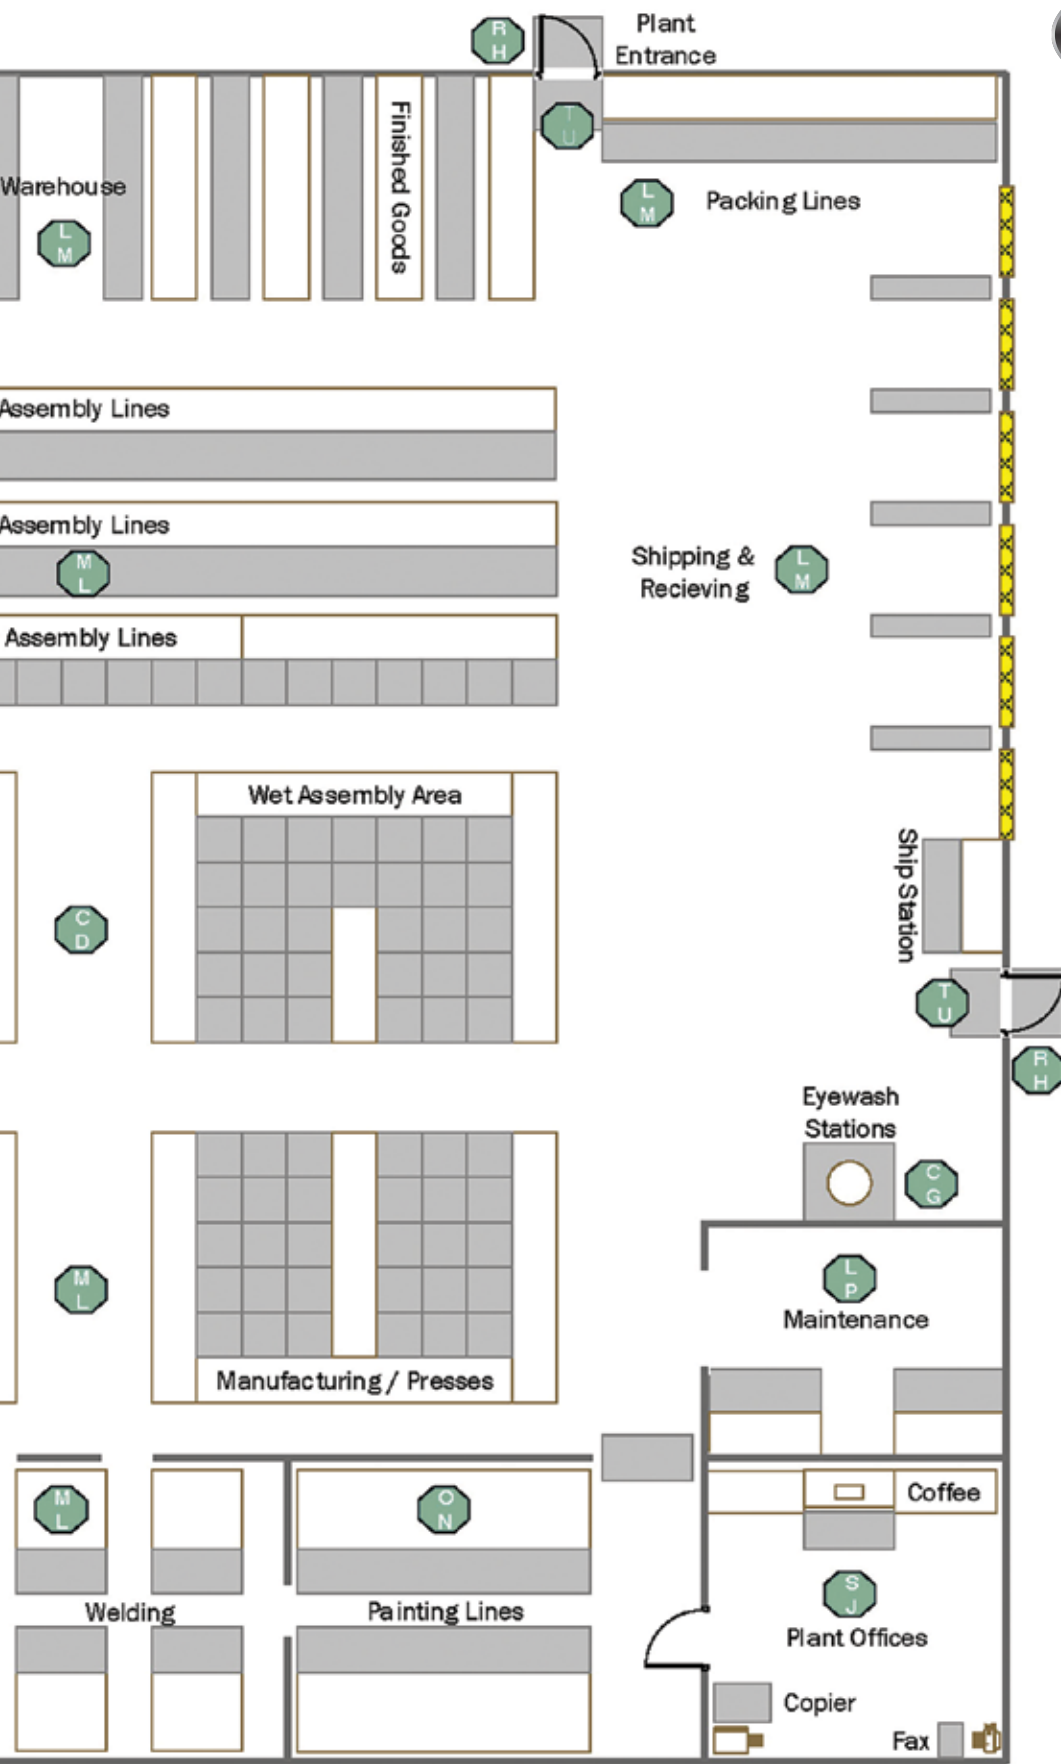 R
H
Plant
Entrance
T
U
Finished Goods
Warehouse
L
M
L
M
Packing Lines
Assembly Lines
Assembly Lines
M
L
Shipping &
Recieving
L
M
Assembly Lines
Wet Assembly Area
Ship Station
C
D
T
U
R
H
Eyewash
Stations
C
G
M
L
L
P
Maintenance
Manufacturing / Presses
M
L
O
N
Coffee
S
J
Welding
Painting Lines
Plant Offices
Copier
Fax